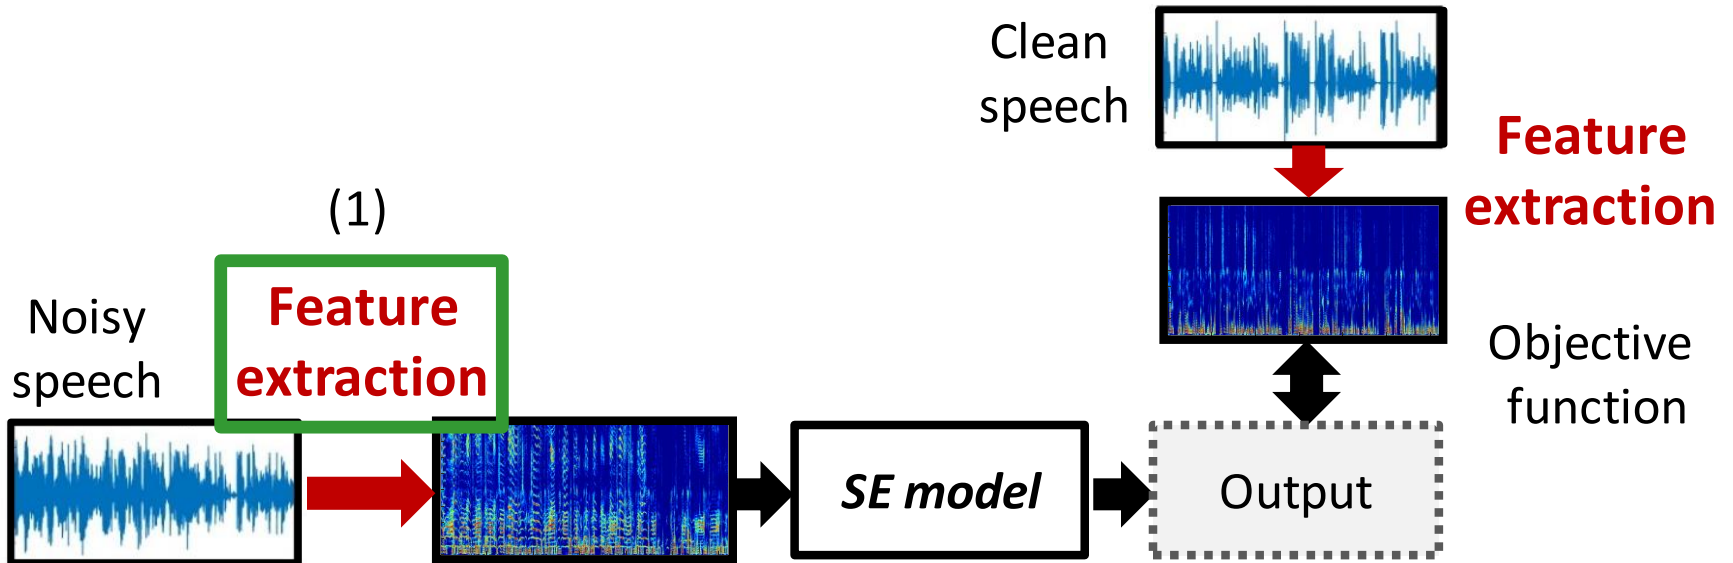 Clean
speech
Feature
extraction
(1)
Feature
extraction
Noisy
speech
Objective
function
SE model
Output